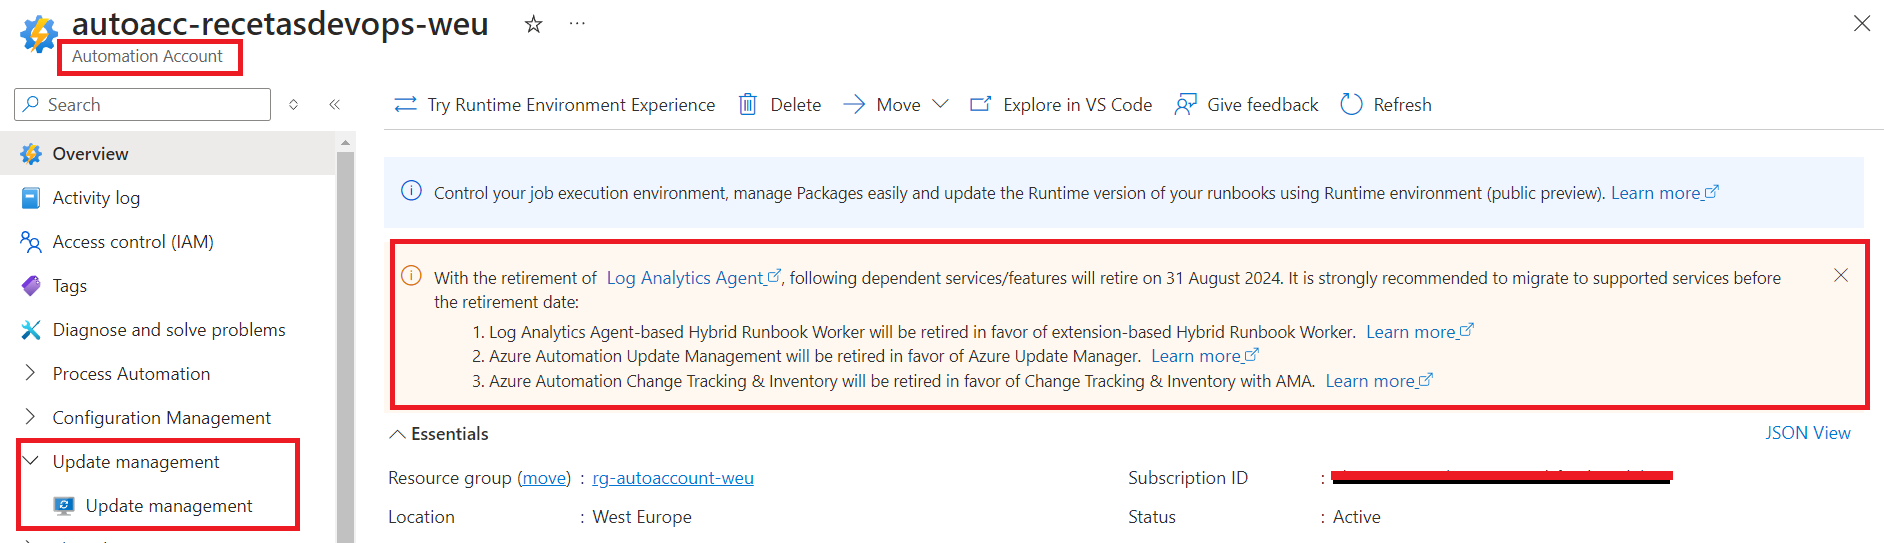 autoacc-recetasdevops-weu
Automation Account
Search
Try Runtime Environment Experience Delete Move Explore in VS Code Give feedback Refresh
Overview
Activity log
Access control (IAM)
Tags
Diagnose and solve problems
Process Automation
Configuration Management
Update management
Update management
Control your job execution environment, manage Packages easily and update the Runtime version of your runbooks using Runtime environment (public preview). Learn more
With the retirement of Log Analytics Agent, following dependent services/features will retire on 31 August 2024. It is strongly recommended to migrate to supported services before
the retirement date:
1. Log Analytics Agent-based Hybrid Runbook Worker will be retired in favor of extension-based Hybrid Runbook Worker. Learn more
2. Azure Automation Update Management will be retired in favor of Azure Update Manager. Learn more
3. Azure Automation Change Tracking & Inventory will be retired in favor of Change Tracking & Inventory with AMA. Learn more
Essentials
JSON View
Resource group (move) : rg-autoaccount-weu
Subscription ID :
Location : West Europe
Status : Active